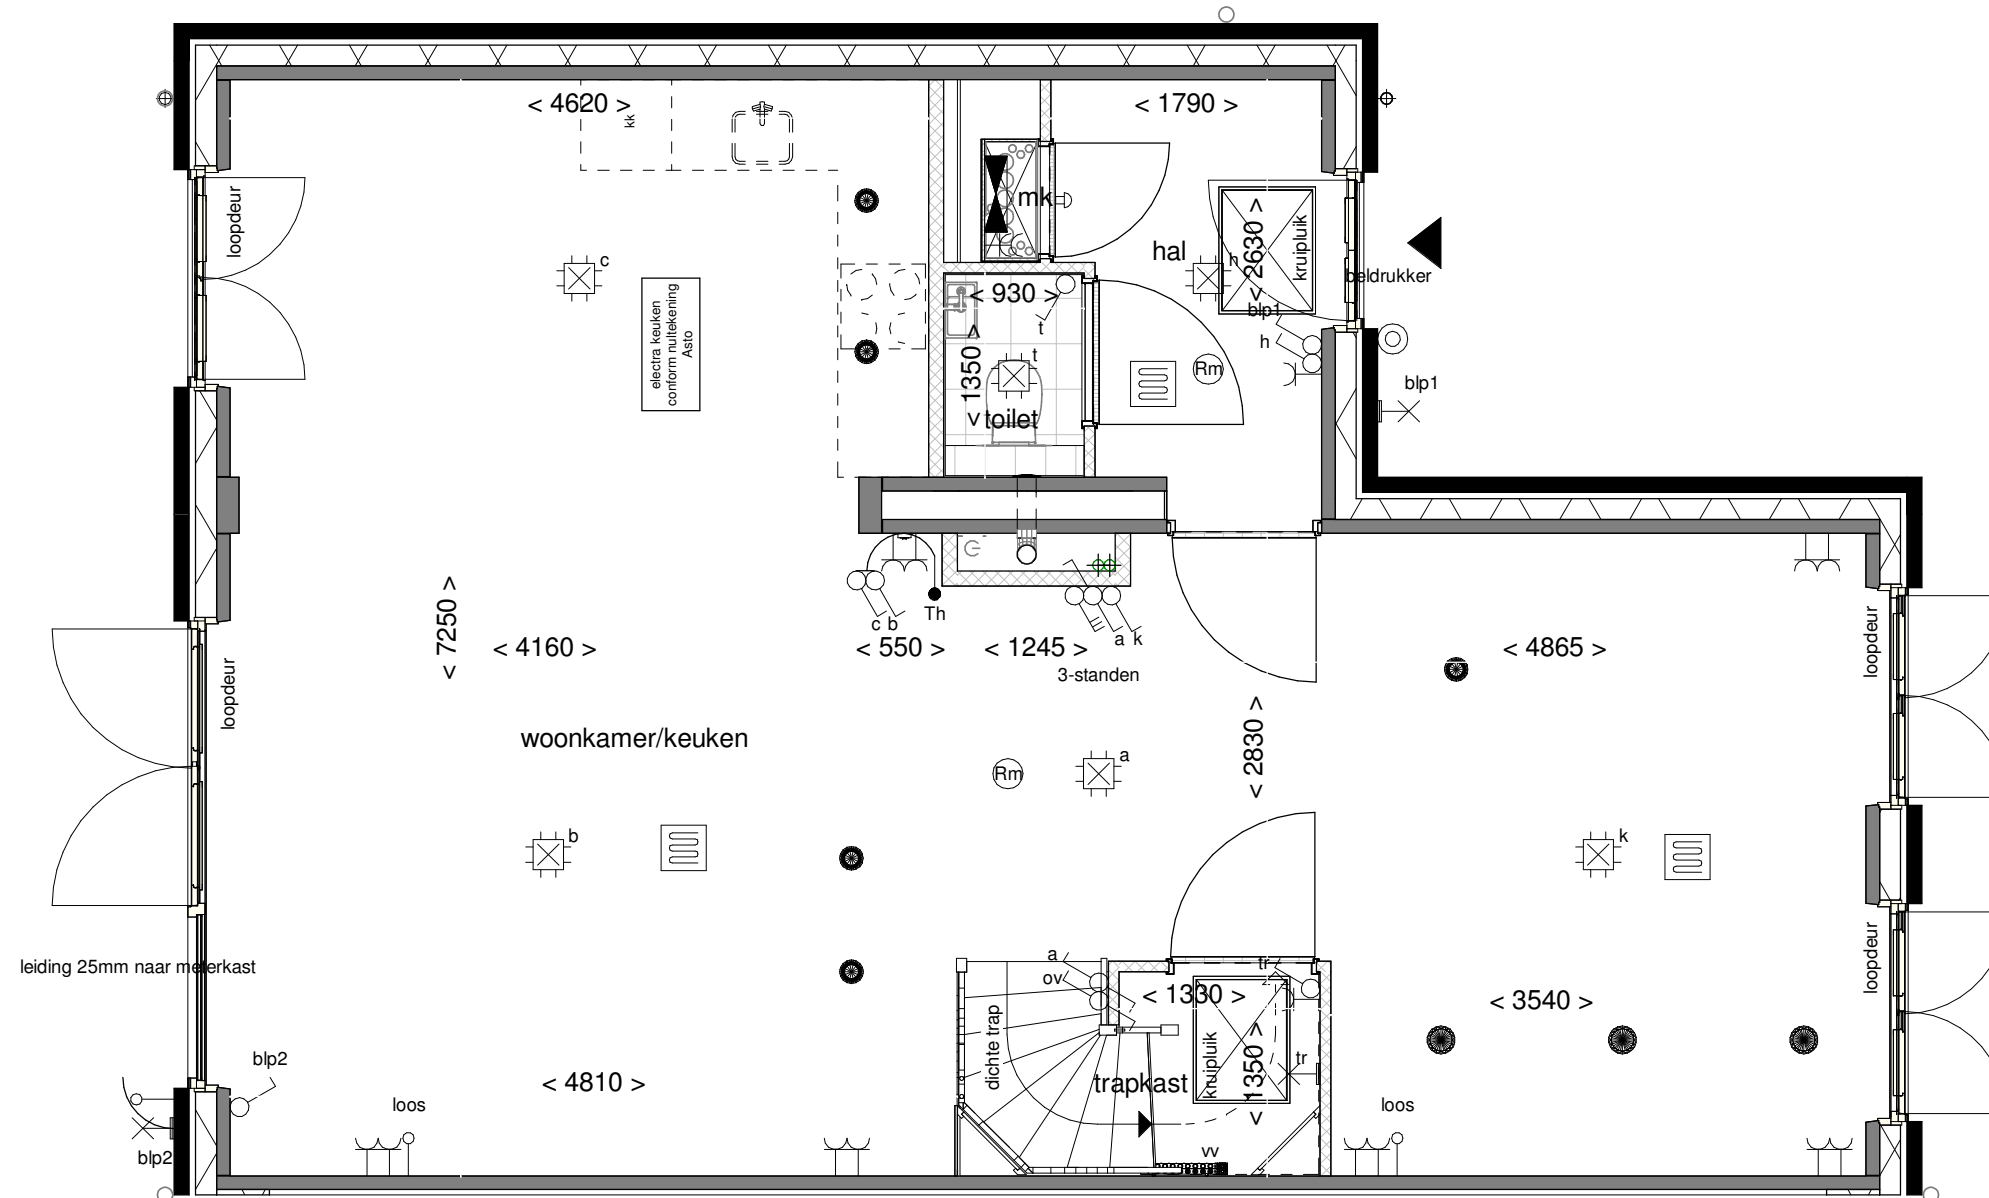 < 4620 >
kk
< 1790 >
loopdeur
mk
hal
h
< 2630 >
kruipluik
beldrukker
c
electra keuken
conform nultekening
Asto
< 930 >
t
blp1
h
< 1350 >
t
toilet
Rm
blp1
c b
Th
a k
< 7250 >
< 4160 >
< 550 >
< 1245 >
3-standen
< 4865 >
loopdeur
loopdeur
woonkamer/keuken
< 2830 >
Rm
a
b
k
leiding 25mm naar meterkast
a
ov
tr
< 1330 >
loopdeur
< 3540 >
dichte trap
kruipluik
< 1350 >
tr
trapkast
blp2
< 4810 >
loos
loos
blp2
vv